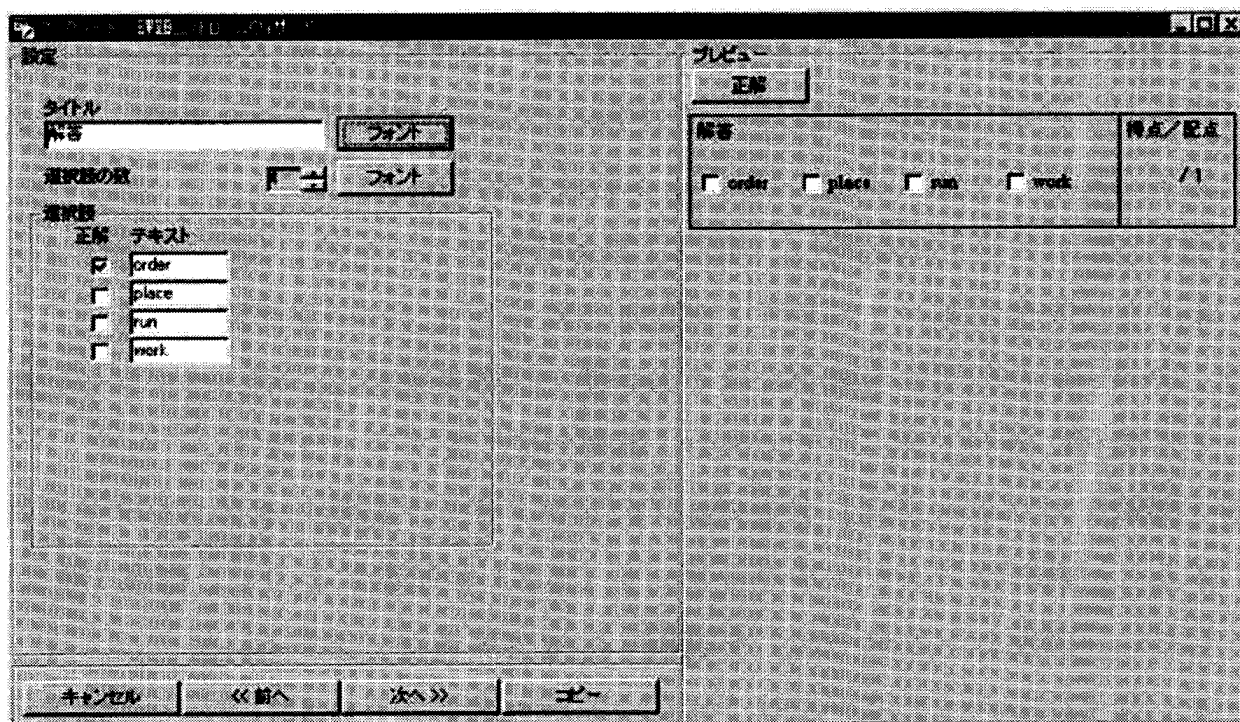 設定
タイトル
解答
フォント
選択肢の数
4
フォント
選択肢
正解 テキスト
order
place
run
work
キャンセル
<< 前へ
次へ >>
コピー
プレビュー
正解
解答
得点／配点
order place run work
/ 1